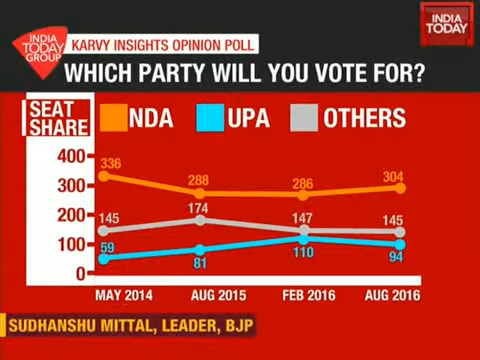 INDIA
TODAY
GROUP
KARVY INSIGHTS OPINION POLL
INDIA
TODAY
WHICH PARTY WILL YOU VOTE FOR?
SEAT
SHARE
NDA
UPA
OTHERS
400
300
200
100
0
336
288
286
304
145
174
147
145
59
81
110
94
MAY 2014
AUG 2015
FEB 2016
AUG 2016
SUDHANSHU MITTAL, LEADER, BJP